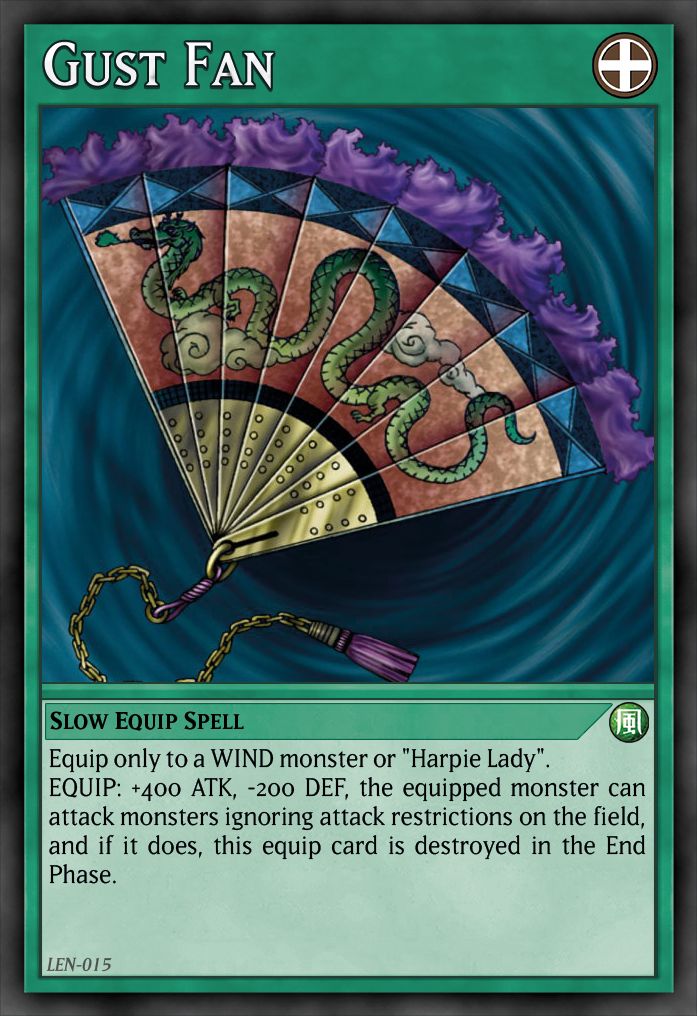 Gust Fan
Slow Equip Spell
風
Equip only to a WIND monster or "Harpie Lady".
EQUIP: +400 ATK, -200 DEF, the equipped monster can
attack monsters ignoring attack restrictions on the field,
and if it does, this equip card is destroyed in the End
Phase.
LEN-015